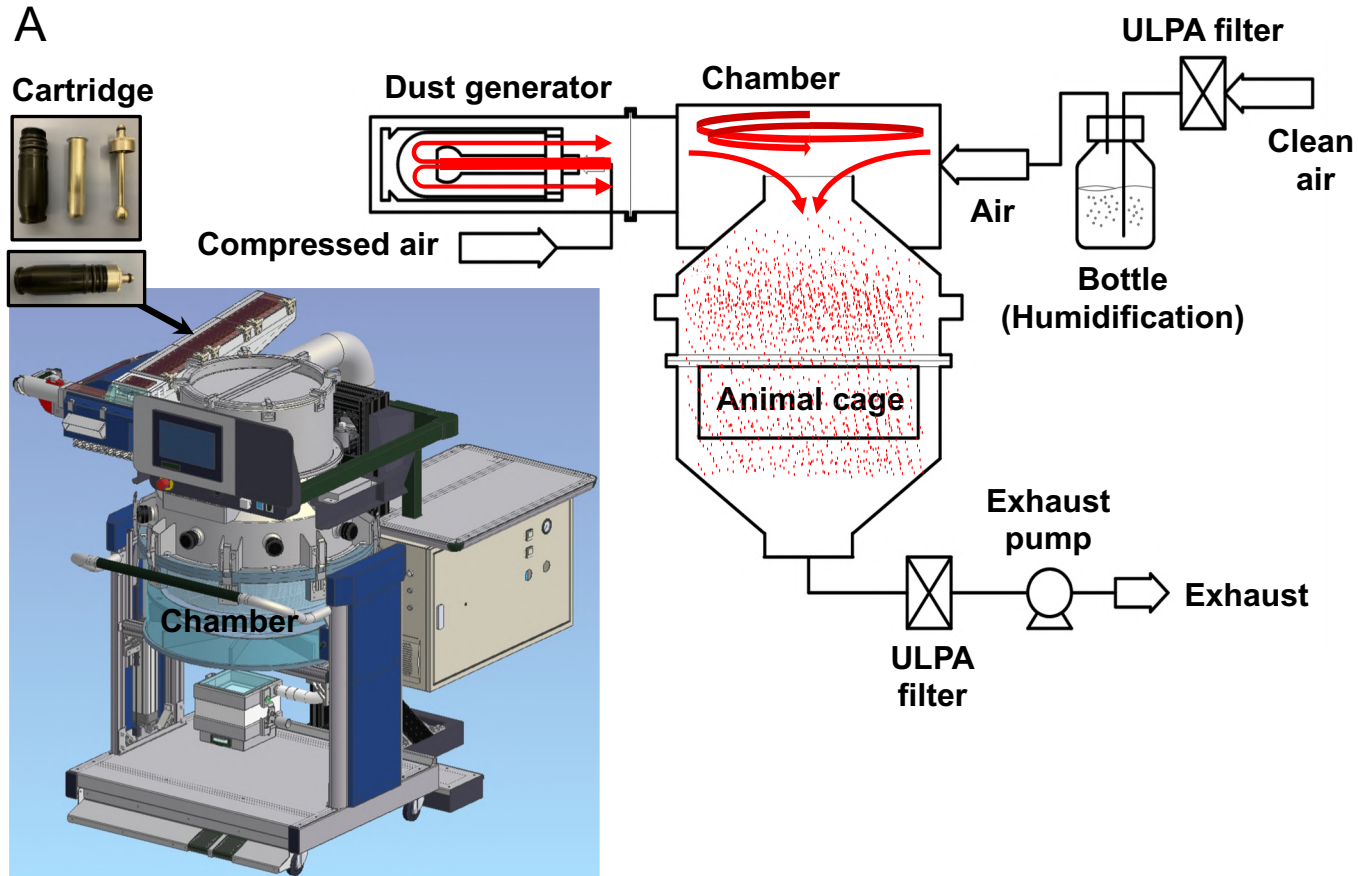 A
Cartridge
Dust generator
Chamber
ULPA filter
Clean
air
Air
Compressed air
Bottle
(Humidification)
Animal cage
Exhaust
pump
Exhaust
ULPA
filter
Chamber